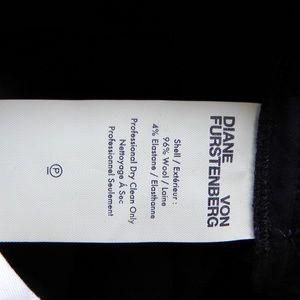 DIANE VON
FURSTENBERG
Shell / Extérieur :
96% Wool / Laine
4% Elastane / Elasthanne
Professional Dry Clean Only
Nettoyage À Sec
Professionnel Seulement
P